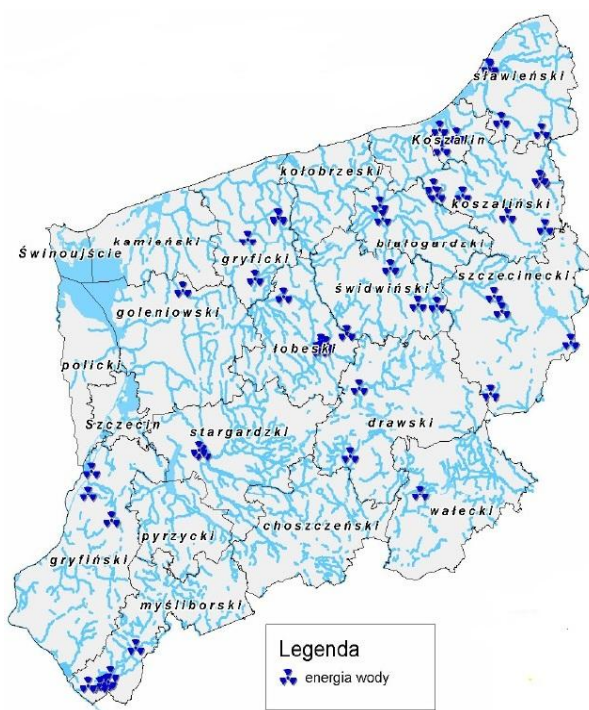 sławieński
Koszalin
kołobrzeski
koszaliński
kamieński
gryficki
białogardzki
Świnoujście
świdwiński
szczecinecki
goleniowski
łobeski
policki
Szczecin
stargardzki
drawski
choszczeński
wałecki
pyrzycki
gryfiński
myśliborski
Legenda
energia wody